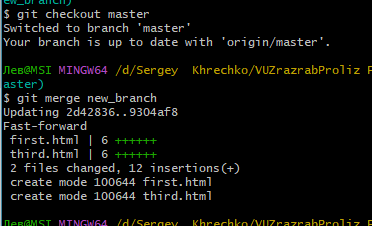 ew_branch)
$ git checkout master
Switched to branch 'master'
Your branch is up to date with 'origin/master'.
Лев@MSI MINGW64 /d/Sergey  Khrechko/VUZrazrabProliz P
aster)
$ git merge new_branch
Updating 2d42836..9304af8
Fast-forward
 first.html | 6 ++++++
 third.html | 6 ++++++
 2 files changed, 12 insertions(+)
 create mode 100644 first.html
 create mode 100644 third.html
Лев@MSI MINGW64 /d/Sergey  Khrechko/VUZrazrabProliz P